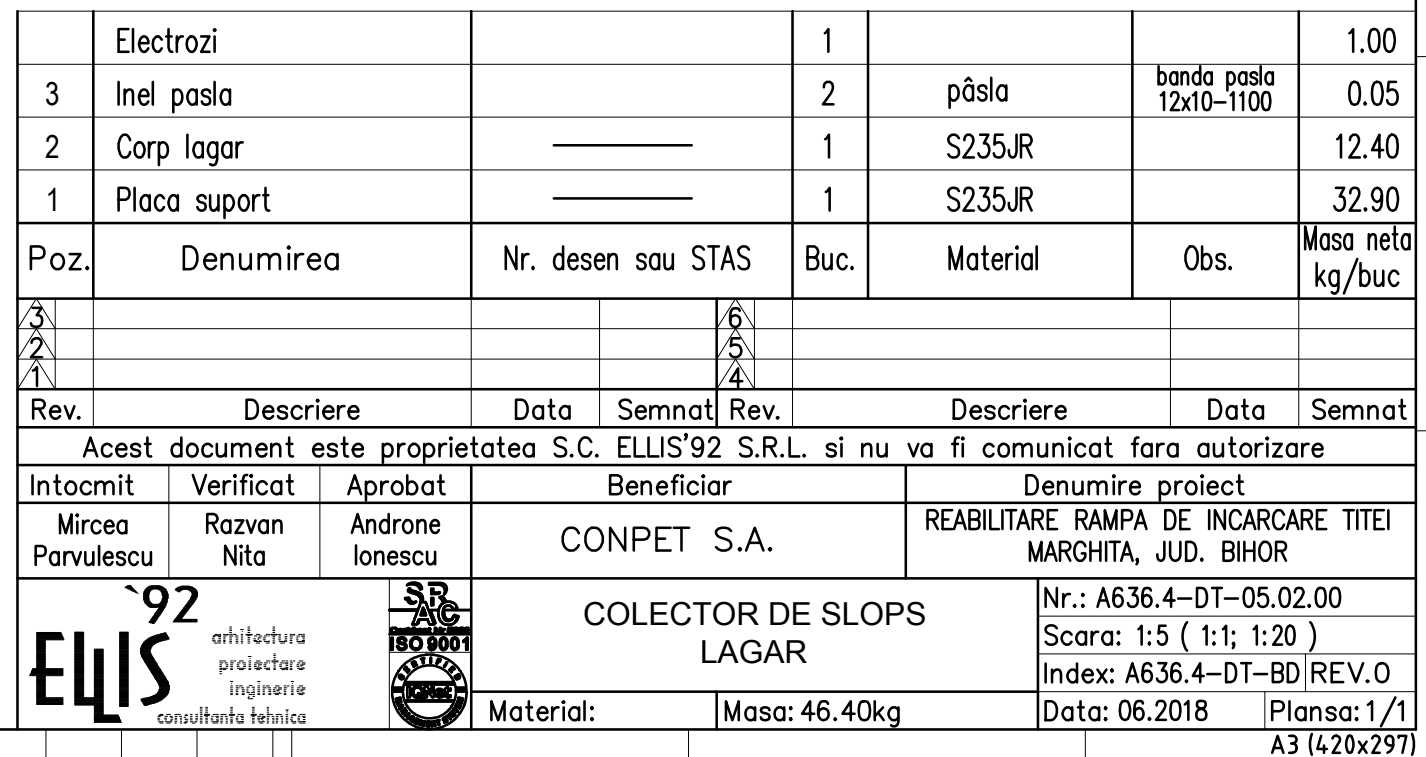 Electrozi 1 1.00
3 Inel pasla 2 pâsla banda pasla 12x10-1100 0.05
2 Corp lagar 1 S235JR 12.40
1 Placa suport 1 S235JR 32.90
Poz. Denumirea Nr. desen sau STAS Buc. Material Obs. Masa neta kg/buc
3 6
2 5
1 4
Rev. Descriere Data Semnat Rev. Descriere Data Semnat
Acest document este proprietatea S.C. ELLIS'92 S.R.L. si nu va fi comunicat fara autorizare
Intocmit Verificat Aprobat Beneficiar Denumire proiect
Mircea Parvulescu
Razvan Nita
Androne Ionescu
CONPET S.A.
REABILITARE RAMPA DE INCARCARE TITEI
MARGHITA, JUD. BIHOR
`92
ELLIS
arhitectura
proiectare
inginerie
consultanta tehnica
SRAC
ISO 9001
CERTIFIED
IQNet
MANAGEMENT SYSTEM
COLECTOR DE SLOPS
LAGAR
Nr.: A636.4-DT-05.02.00
Scara: 1:5 ( 1:1; 1:20 )
Index: A636.4-DT-BD REV.0
Material: Masa: 46.40kg Data: 06.2018 Plansa: 1/1
A3 (420x297)